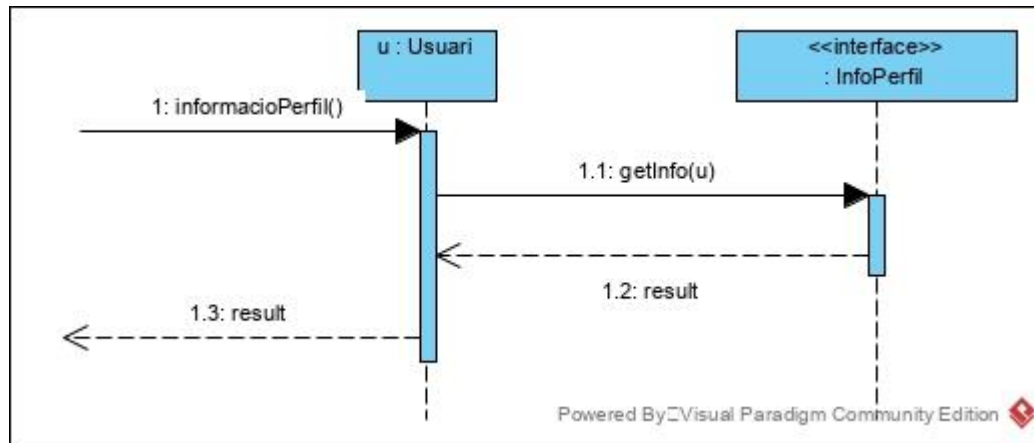 u : Usuari
<<interface>>
: InfoPerfil
1: informacioPerfil()
1.1: getInfo(u)
1.2: result
1.3: result
Powered By Visual Paradigm Community Edition